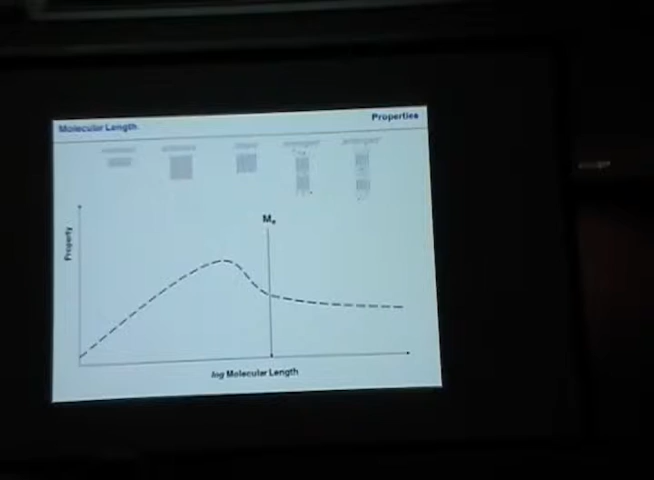 Molecular Length
Properties
Property
Mₑ
log Molecular Length